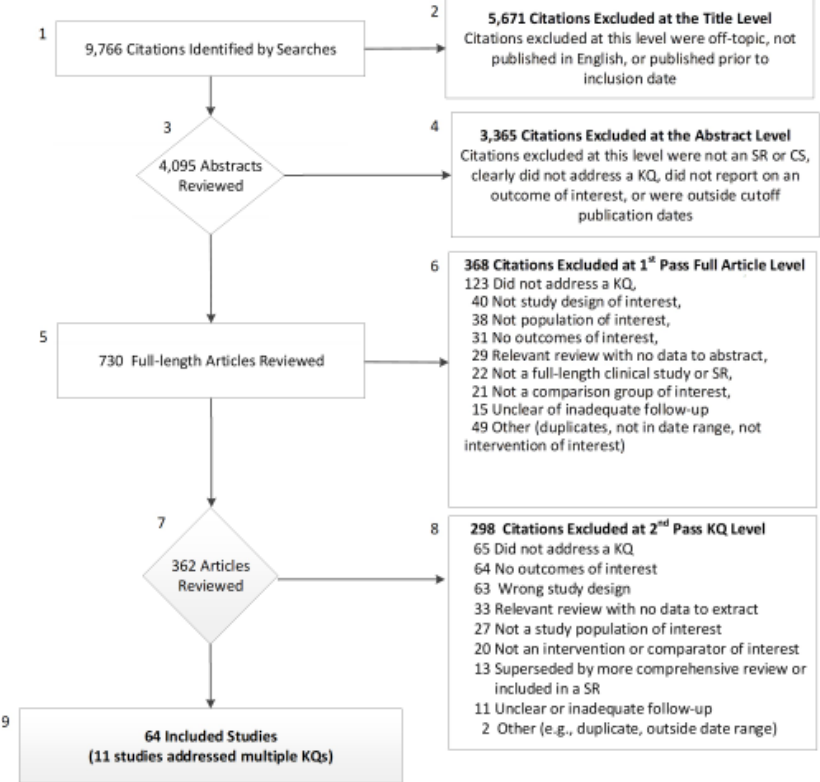 1
9,766 Citations Identified by Searches
2
5,671 Citations Excluded at the Title Level
Citations excluded at this level were off-topic, not
published in English, or published prior to
inclusion date
3
4,095 Abstracts
Reviewed
4
3,365 Citations Excluded at the Abstract Level
Citations excluded at this level were not an SR or CS,
clearly did not address a KQ, did not report on an
outcome of interest, or were outside cutoff
publication dates
5
730 Full-length Articles Reviewed
6
368 Citations Excluded at 1st Pass Full Article Level
123 Did not address a KQ,
40 Not study design of interest,
38 Not population of interest,
31 No outcomes of interest,
29 Relevant review with no data to abstract,
22 Not a full-length clinical study or SR,
21 Not a comparison group of interest,
15 Unclear of inadequate follow-up
49 Other (duplicates, not in date range, not
intervention of interest)
7
362 Articles
Reviewed
8
298 Citations Excluded at 2nd Pass KQ Level
65 Did not address a KQ
64 No outcomes of interest
63 Wrong study design
33 Relevant review with no data to extract
27 Not a study population of interest
20 Not an intervention or comparator of interest
13 Superseded by more comprehensive review or
included in a SR
11 Unclear or inadequate follow-up
2 Other (e.g., duplicate, outside date range)
9
64 Included Studies
(11 studies addressed multiple KQs)